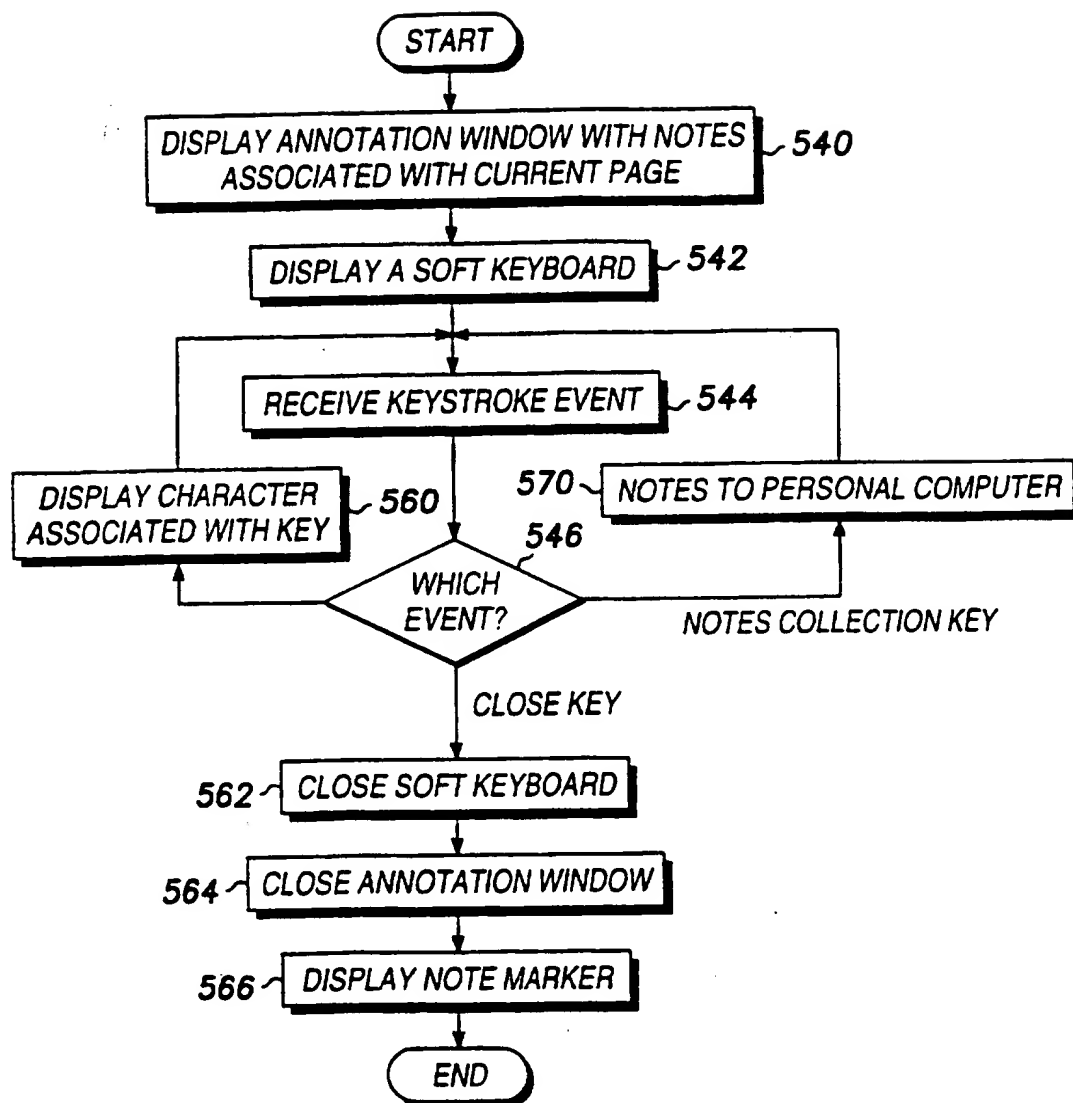 START
DISPLAY ANNOTATION WINDOW WITH NOTES
ASSOCIATED WITH CURRENT PAGE
540
DISPLAY A SOFT KEYBOARD
542
RECEIVE KEYSTROKE EVENT
544
DISPLAY CHARACTER
ASSOCIATED WITH KEY
560
570
NOTES TO PERSONAL COMPUTER
546
WHICH
EVENT?
NOTES COLLECTION KEY
CLOSE KEY
562
CLOSE SOFT KEYBOARD
564
CLOSE ANNOTATION WINDOW
566
DISPLAY NOTE MARKER
END